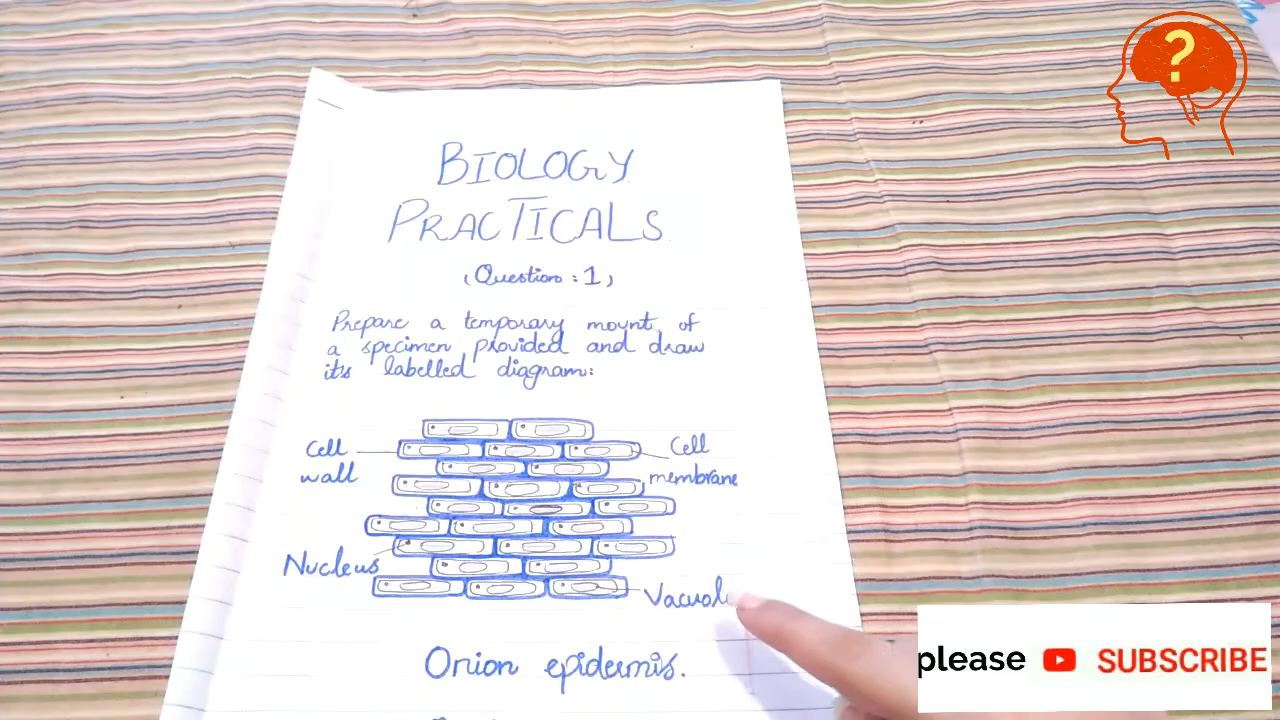 ?
BIOLOGY
PRACTICALS
(Question : 1)
Prepare a temporary mount of
a specimen provided and draw
it's labelled diagram:
Cell
wall
Cell
membrane
Nucleus
Onion epidermis.
please SUBSCRIBE